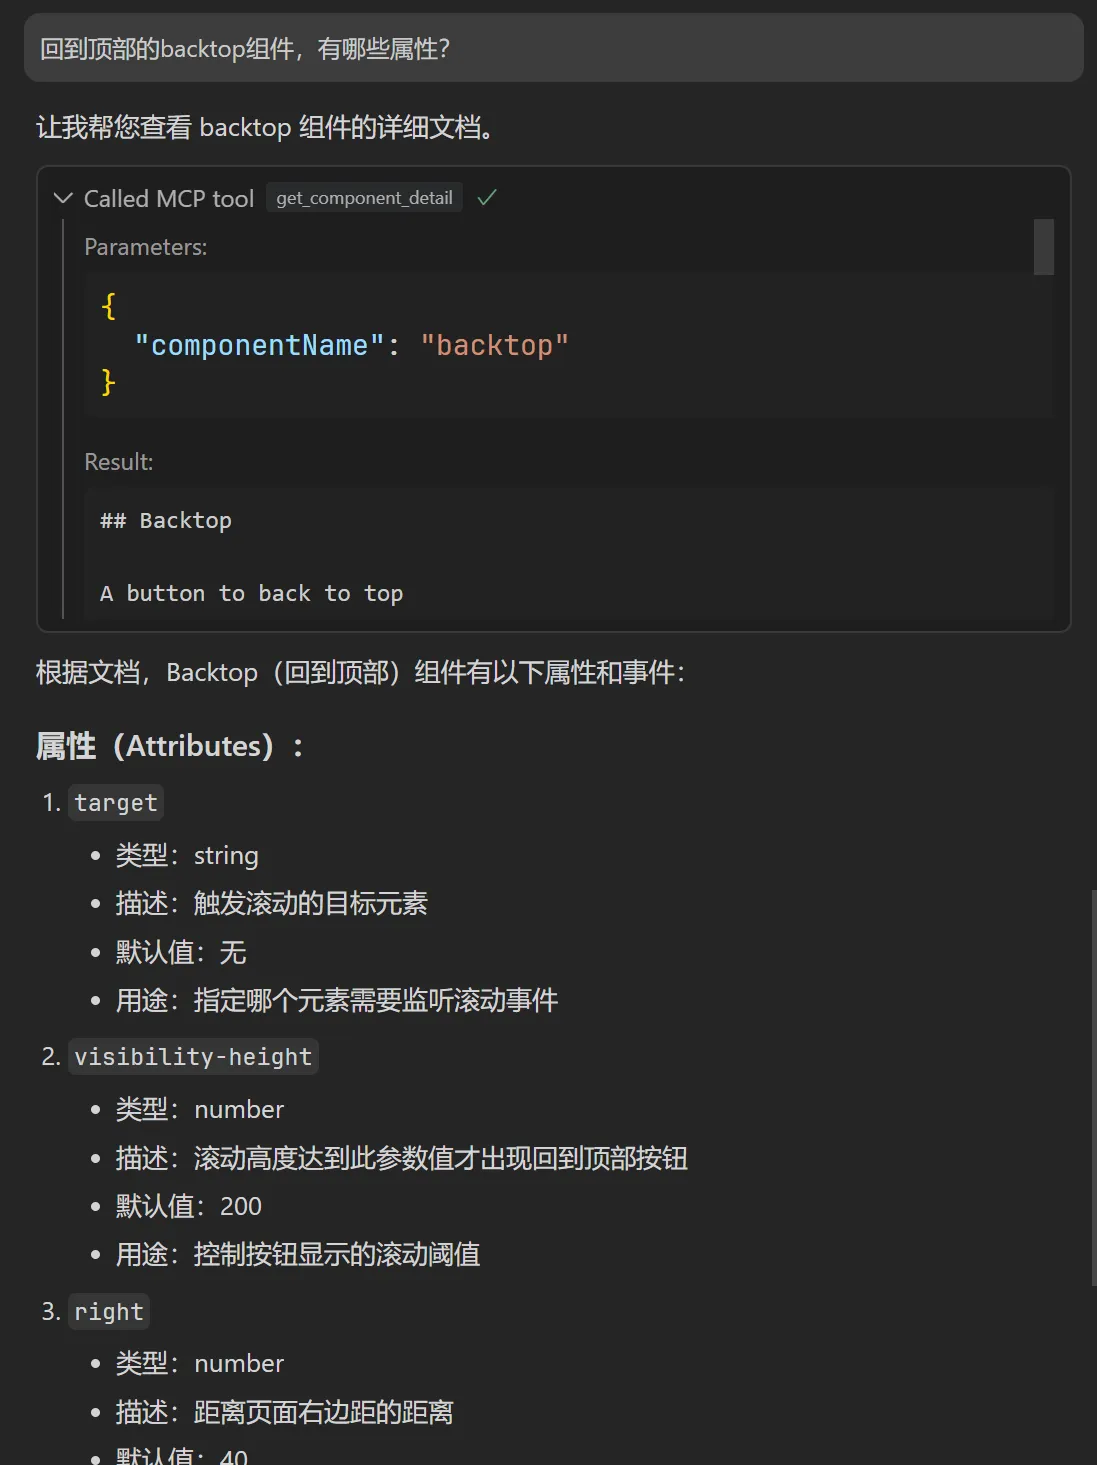 回到顶部的backtop组件，有哪些属性？
让我帮您查看 backtop 组件的详细文档。
Called MCP tool get_component_detail
Parameters:
{
"componentName": "backtop"
}
Result:
## Backtop
A button to back to top
根据文档，Backtop（回到顶部）组件有以下属性和事件：
属性（Attributes）：
1. target
• 类型：string
• 描述：触发滚动的目标元素
• 默认值：无
• 用途：指定哪个元素需要监听滚动事件
2. visibility-height
• 类型：number
• 描述：滚动高度达到此参数值才出现回到顶部按钮
• 默认值：200
• 用途：控制按钮显示的滚动阈值
3. right
• 类型：number
• 描述：距离页面右边距的距离
• 默认值：40